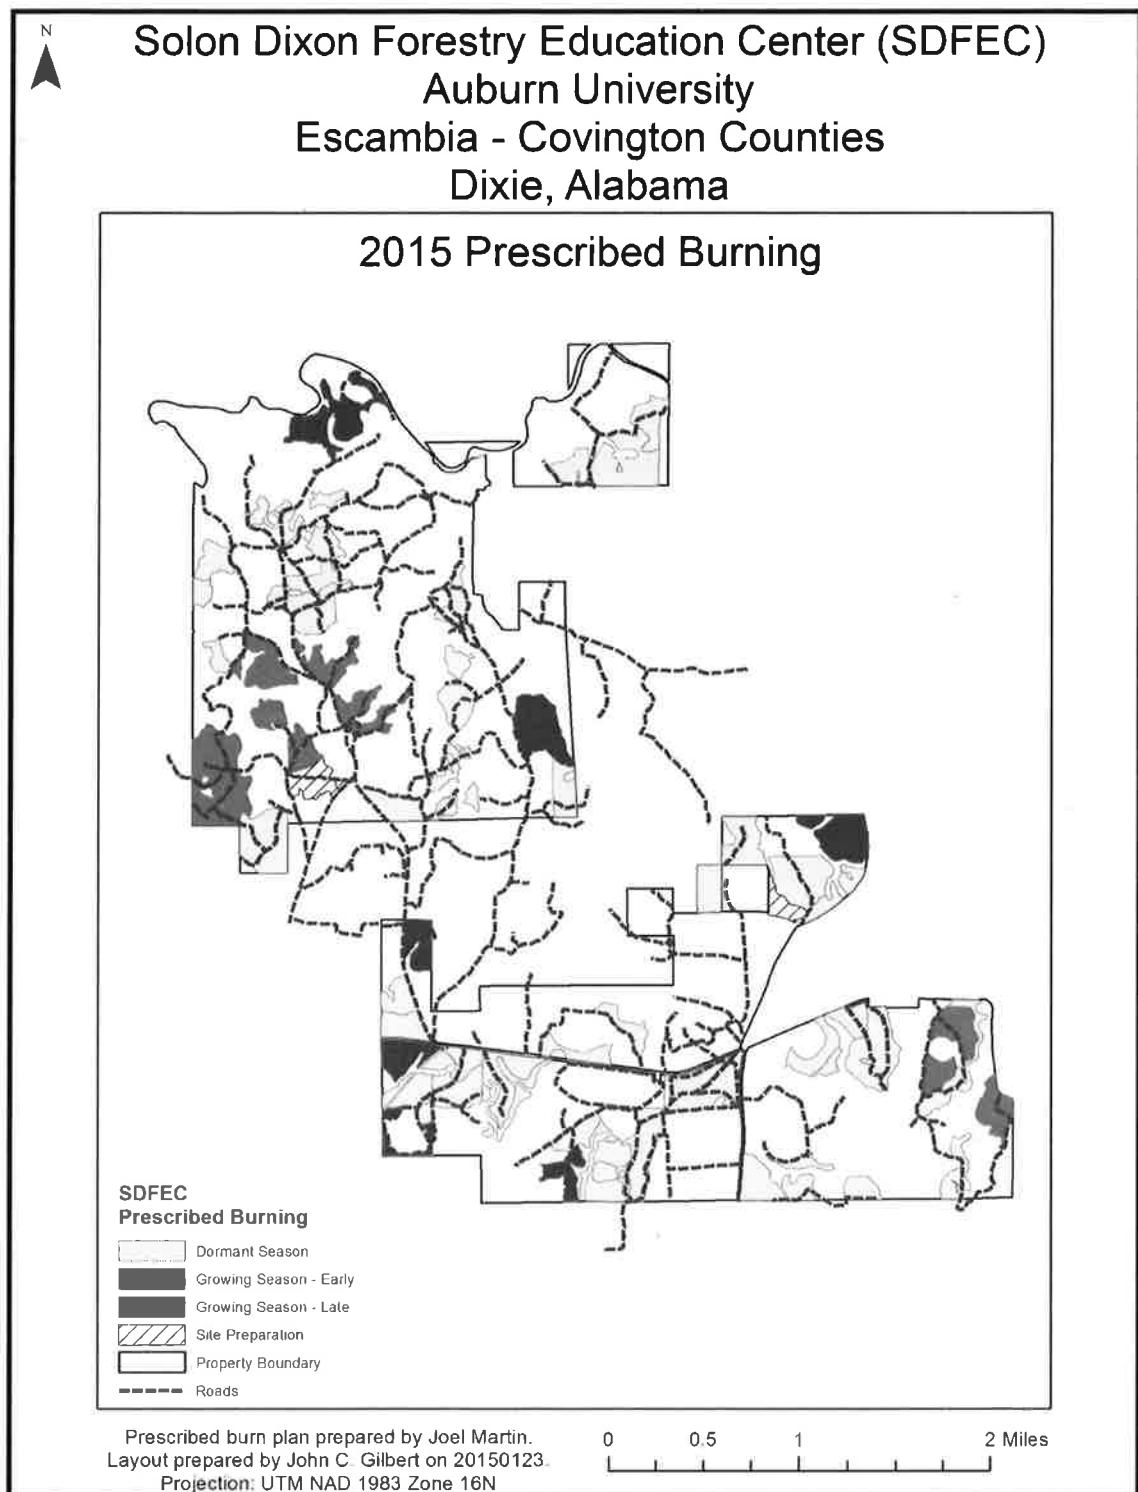 N
Solon Dixon Forestry Education Center (SDFEC)
Auburn University
Escambia - Covington Counties
Dixie, Alabama
2015 Prescribed Burning
SDFEC
Prescribed Burning
Dormant Season
Growing Season - Early
Growing Season - Late
Site Preparation
Property Boundary
Roads
Prescribed burn plan prepared by Joel Martin.
Layout prepared by John C. Gilbert on 20150123.
Projection: UTM NAD 1983 Zone 16N
0 0.5 1 2 Miles